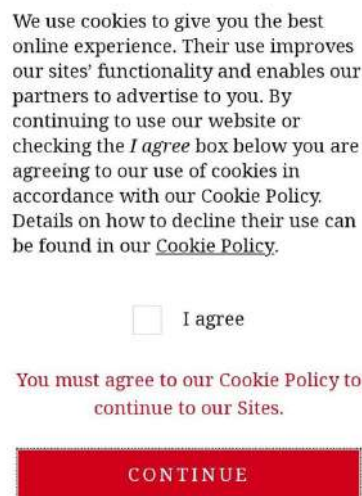 We use cookies to give you the best
online experience. Their use improves
our sites’ functionality and enables our
partners to advertise to you. By
continuing to use our website or
checking the I agree box below you are
agreeing to our use of cookies in
accordance with our Cookie Policy.
Details on how to decline their use can
be found in our Cookie Policy.
I agree
You must agree to our Cookie Policy to
continue to our Sites.
CONTINUE